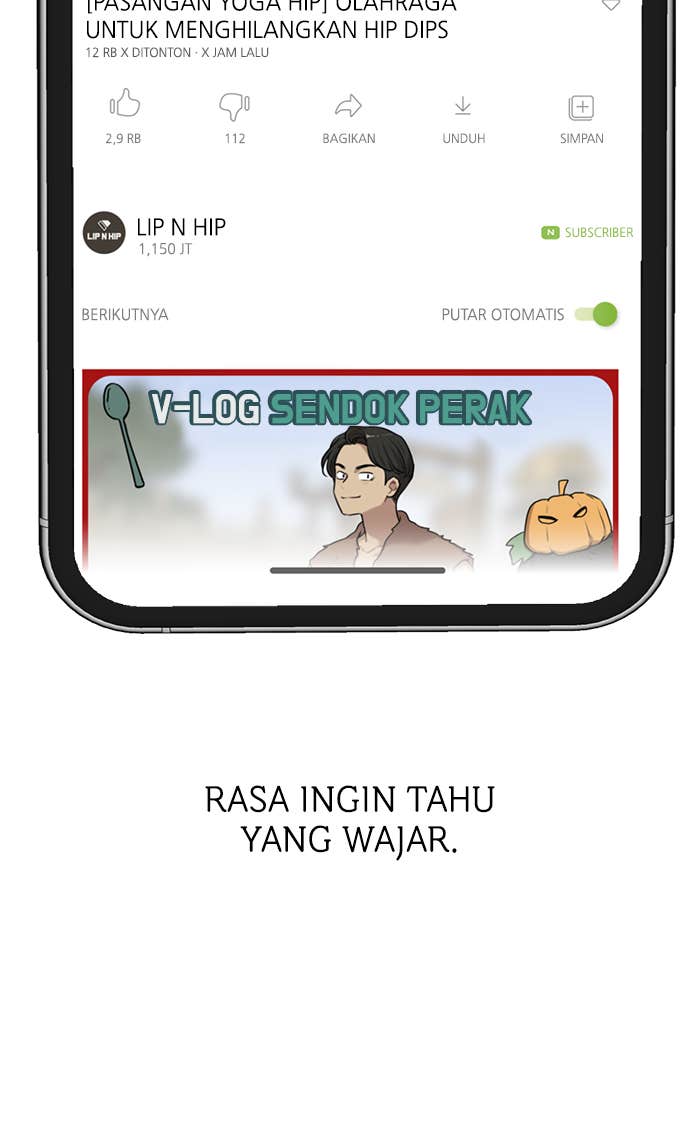 [PASANGAN YOGA HIP] OLAHRAGA
UNTUK MENGHILANGKAN HIP DIPS
12 RB X DITONTON · X JAM LALU
2,9 RB
112
BAGIKAN
UNDUH
SIMPAN
LIP N HIP
LIP N HIP
1,150 JT
N SUBSCRIBER
BERIKUTNYA
PUTAR OTOMATIS
V-LOG SENDOK PERAK
RASA INGIN TAHU
YANG WAJAR.